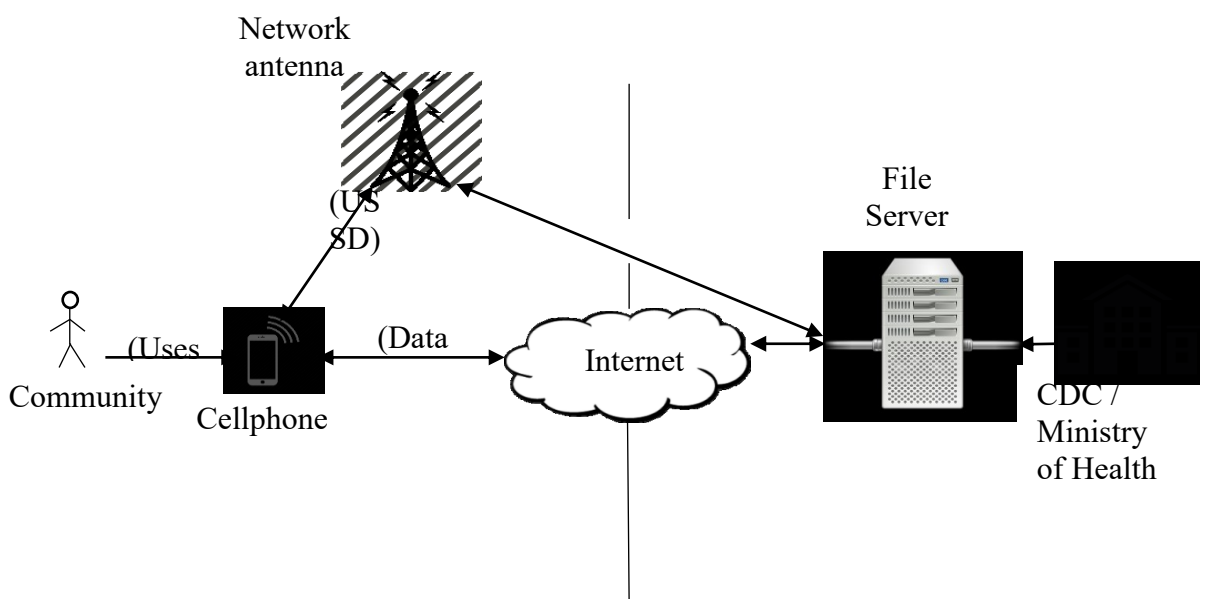 Network
antenna
(US
SD)
File
Server
(Uses
Community
Cellphone
(Data
Internet
CDC /
Ministry
of Health